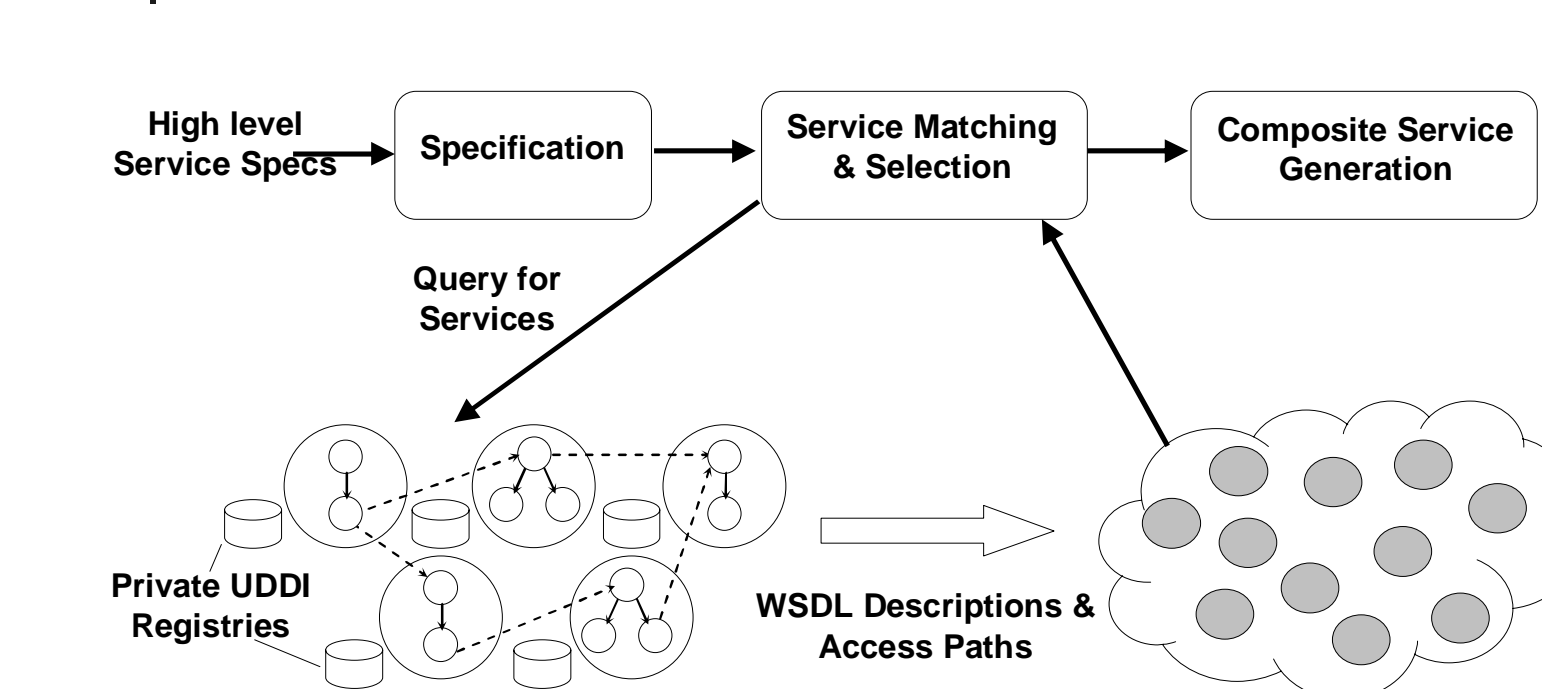 High level
Service Specs
Specification
Service Matching
& Selection
Composite Service
Generation
Query for
Services
Private UDDI
Registries
WSDL Descriptions &
Access Paths